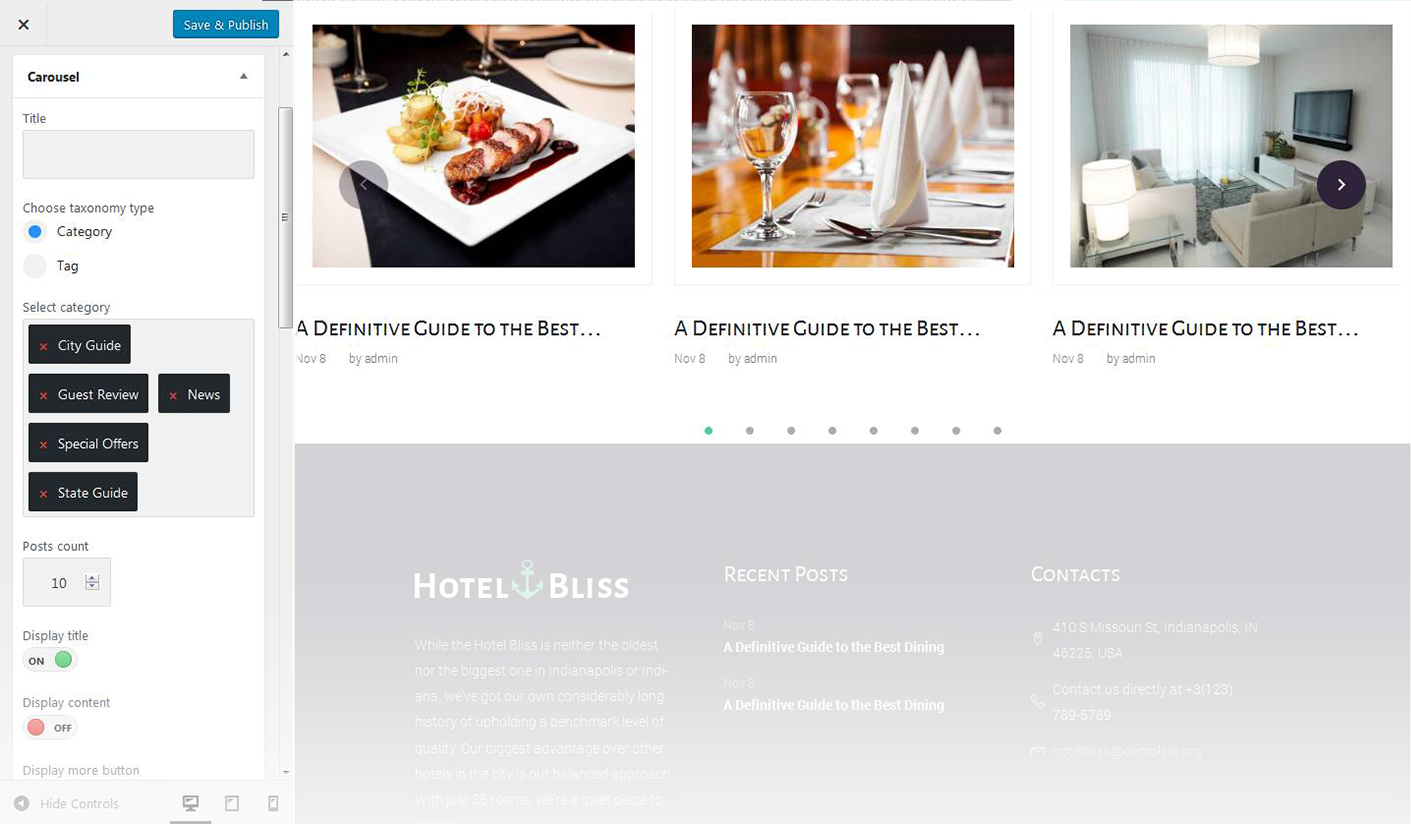 Save & Publish
Carousel
Title
Choose taxonomy type
Category
Tag
Select category
× City Guide
× Guest Review × News
× Special Offers
× State Guide
Posts count
10
Display title
ON
Display content
OFF
Display more button
Hide Controls
A Definitive Guide to the Best...
Nov 8 by admin
A Definitive Guide to the Best...
Nov 8 by admin
A Definitive Guide to the Best...
Nov 8 by admin
Hotel Bliss
While the Hotel Bliss is neither the oldest
nor the biggest one in Indianapolis or Indi-
ana, we've got our own considerably long
history of upholding a benchmark level of
quality. Our biggest advantage over other
hotels in the city is our balanced approach.
With just 35 rooms, we're a quiet place to
Recent Posts
Nov 8
A Definitive Guide to the Best Dining
Nov 8
A Definitive Guide to the Best Dining
Contacts
410 S Missouri St, Indianapolis, IN
46225, USA
Contact us directly at +3(123)
789-5789
hotelbliss@demolink.org